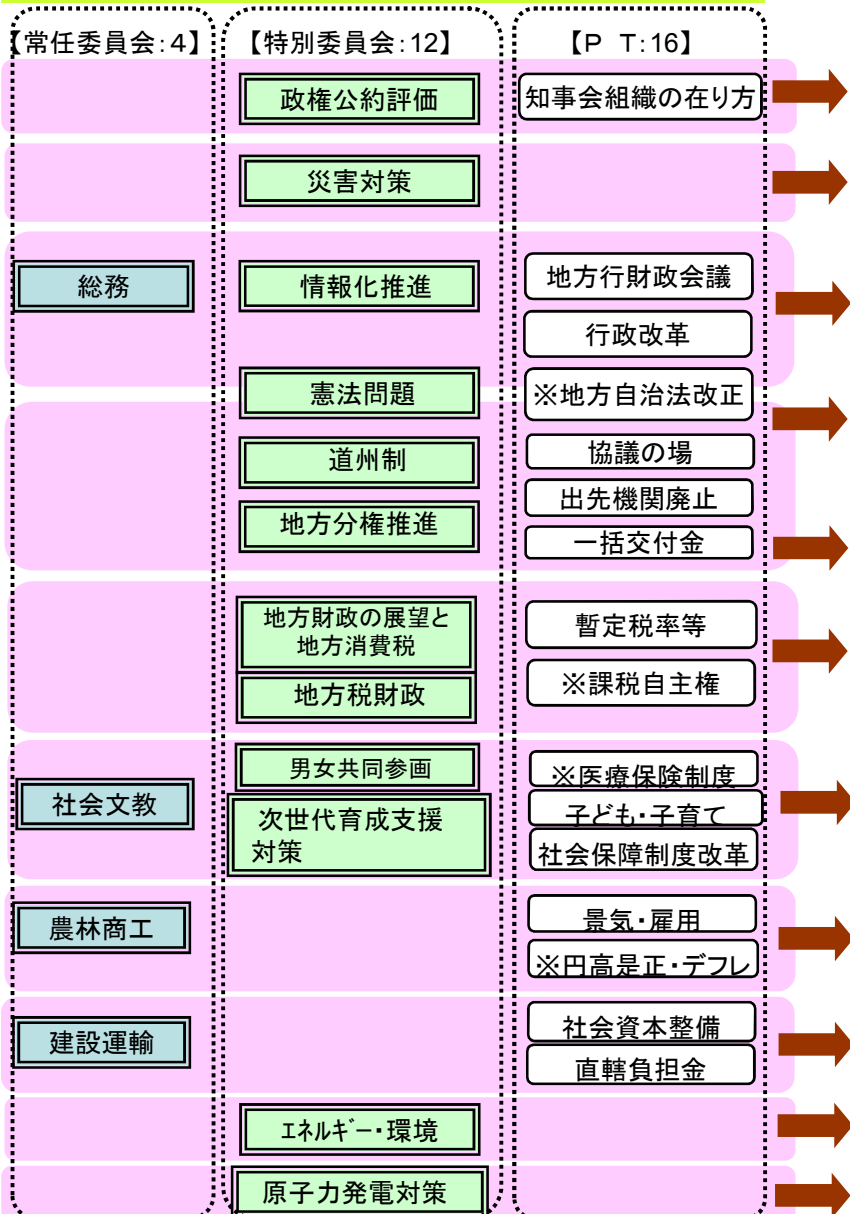 【常任委員会:4】
【特別委員会:12】
【P T:16】
政権公約評価
知事会組織の在り方
災害対策
総務
情報化推進
地方行財政会議
行政改革
憲法問題
※地方自治法改正
道州制
協議の場
地方分権推進
出先機関廃止
一括交付金
地方財政の展望と
地方消費税
暫定税率等
地方税財政
※課税自主権
社会文教
男女共同参画
次世代育成支援
対策
※医療保険制度
子ども・子育て
社会保障制度改革
農林商工
景気・雇用
※円高是正・デフレ
建設運輸
社会資本整備
直轄負担金
エネルギー・環境
原子力発電対策